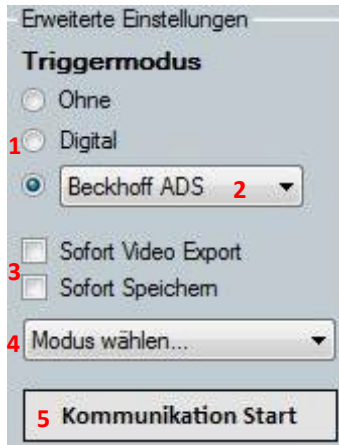 Erweiterte Einstellungen
Triggermodus
Ohne
1 Digital
Beckhoff ADS 2
Sofort Video Export
3
Sofort Speichern
4 Modus wählen...
5 Kommunikation Start